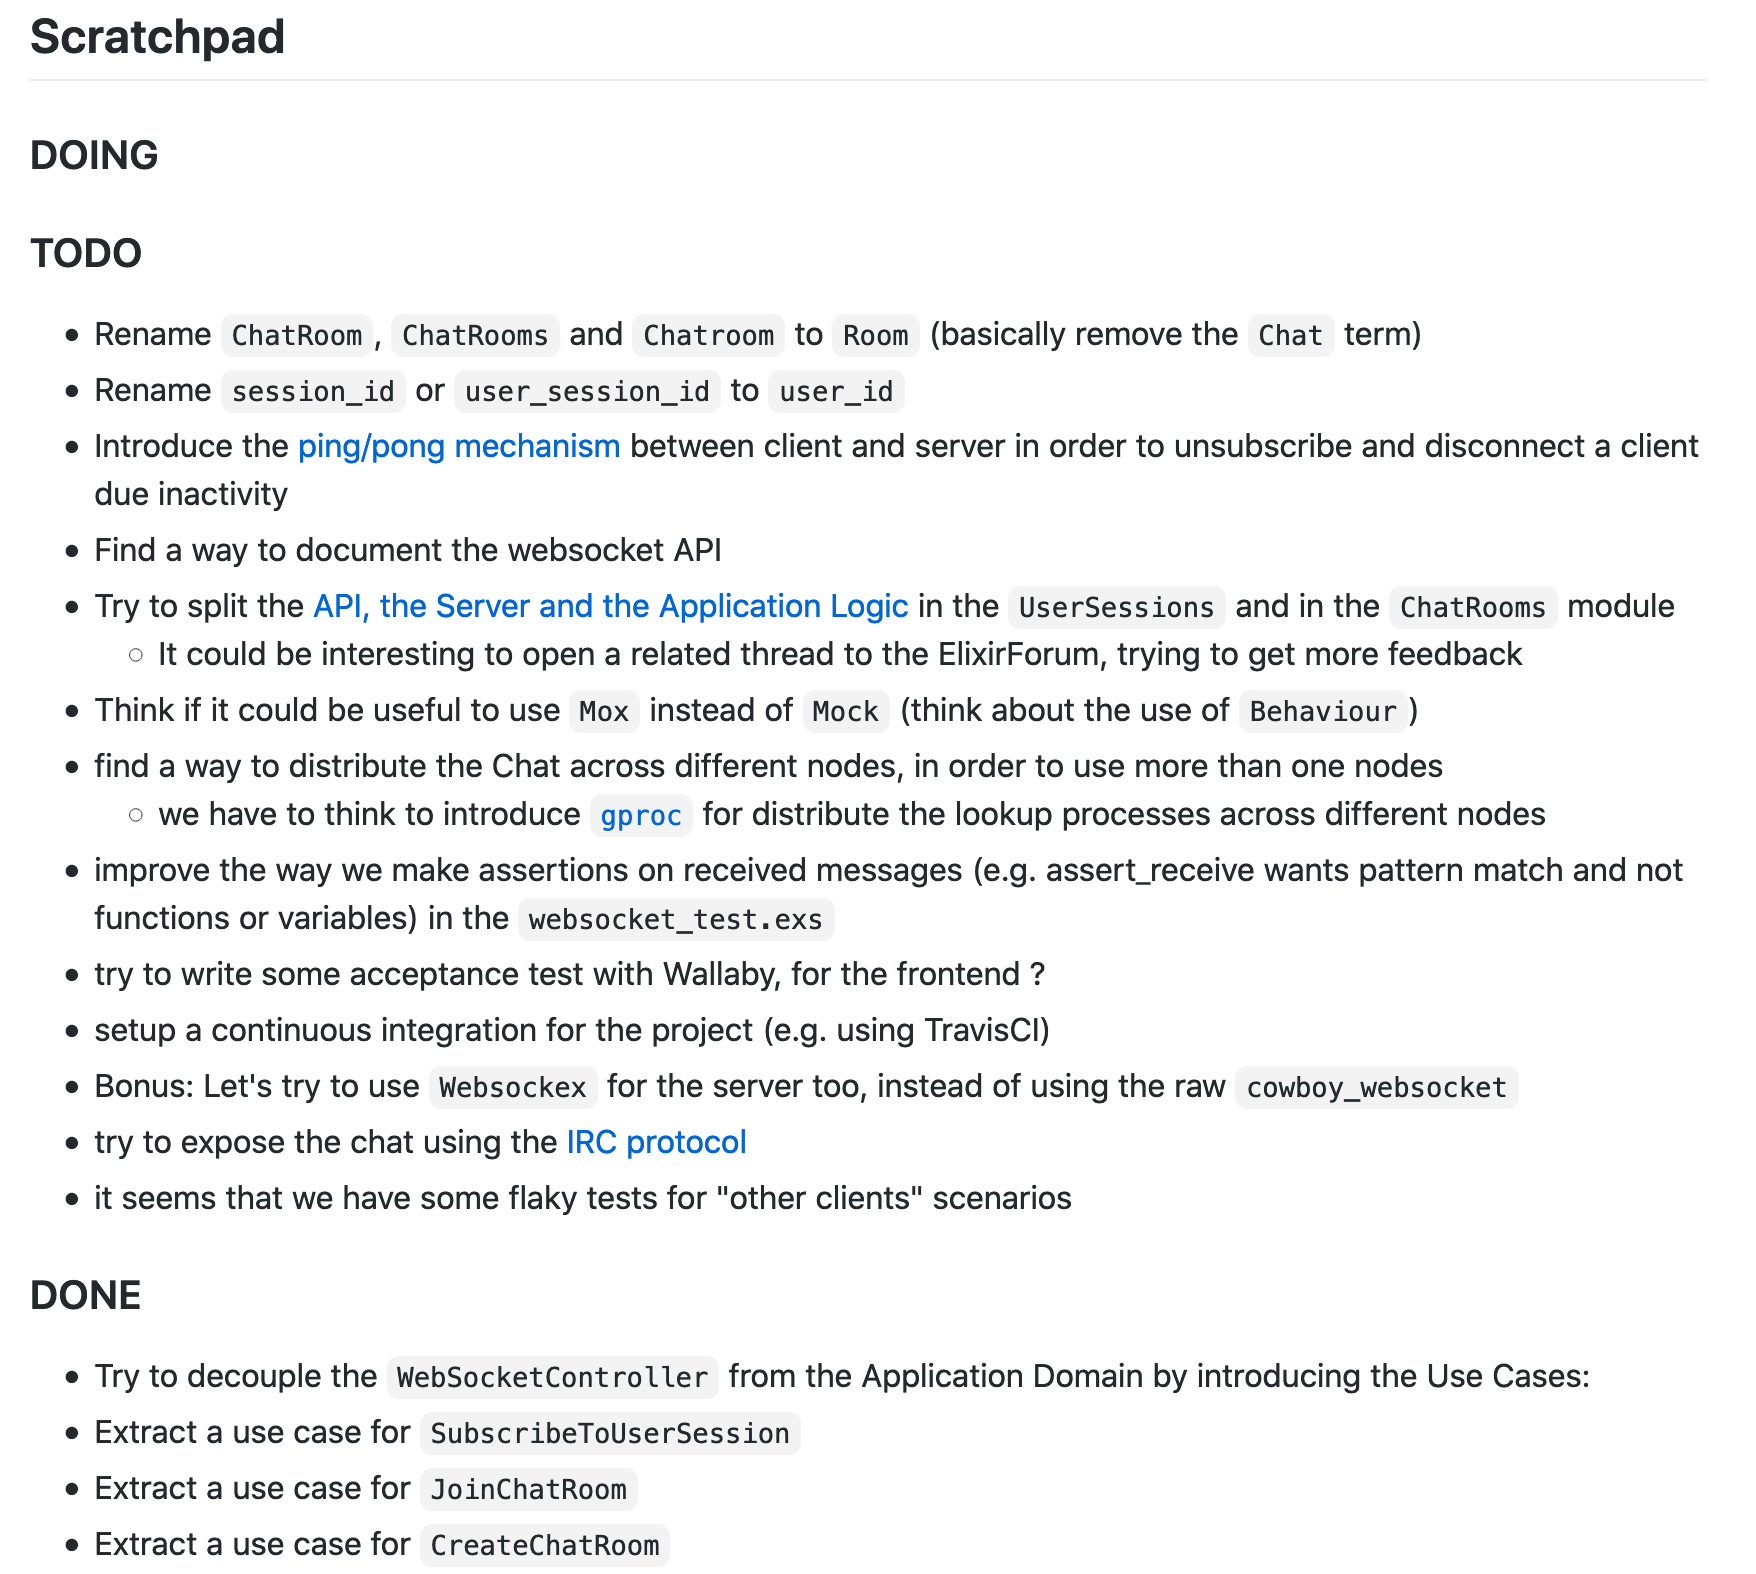 Scratchpad
DOING
TODO
Rename ChatRoom, ChatRooms and Chatroom to Room (basically remove the Chat term)
Rename session_id or user_session_id to user_id
Introduce the ping/pong mechanism between client and server in order to unsubscribe and disconnect a client
due inactivity
Find a way to document the websocket API
Try to split the API, the Server and the Application Logic in the UserSessions and in the ChatRooms module
It could be interesting to open a related thread to the ElixirForum, trying to get more feedback
Think if it could be useful to use Mox instead of Mock (think about the use of Behaviour)
find a way to distribute the Chat across different nodes, in order to use more than one nodes
we have to think to introduce gproc for distribute the lookup processes across different nodes
improve the way we make assertions on received messages (e.g. assert_receive wants pattern match and not
functions or variables) in the websocket_test.exs
try to write some acceptance test with Wallaby, for the frontend ?
setup a continuous integration for the project (e.g. using TravisCI)
Bonus: Let's try to use Websockex for the server too, instead of using the raw cowboy_websocket
try to expose the chat using the IRC protocol
it seems that we have some flaky tests for "other clients" scenarios
DONE
Try to decouple the WebSocketController from the Application Domain by introducing the Use Cases:
Extract a use case for SubscribeToUserSession
Extract a use case for JoinChatRoom
Extract a use case for CreateChatRoom